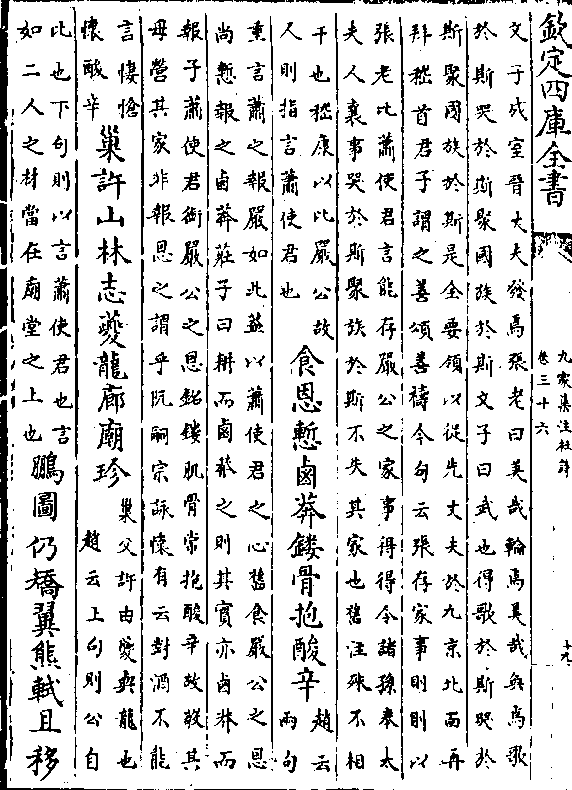 欽定四庫全書
九家集注杜詩
卷三十六
十九
文子成室晉大夫發焉張老曰美哉輪焉美哉奐焉歌
於斯哭於斯聚國族於斯文子曰武也得歌於斯哭於
斯聚國族於斯是全要領以從先大夫於九京北面再
拜稽首君子謂之善頌善禱今句云張存家事則則以
張老比蕭使君言能存嚴公之家事得得令諸孫奉太
夫人襄事哭於斯聚族於斯不失其家也舊注殊不相
干也嵇康以比嚴公故
人則指言蕭使君也
食恩慙鹵莽鏤骨抱酸辛
趙云
兩句
重言蕭之報嚴如此蓋以蕭使君之心舊食嚴公之恩
尚慙報之鹵莽莊子曰耕而鹵莽之則其實亦鹵莽而
報予蕭使君銜嚴公之恩銘鏤肌骨常抱酸辛故敘其
母營其家非報恩之謂乎阮嗣宗詠懷有云對酒不能
言悽愴
懷酸辛
巢許山林志夔龍廊廟珍
巢父許由夔與龍也
趙云上句則公自
此也下句則以言蕭使君也言
如二人之材當在廟堂之上也
鵬圖仍矯翼熊軾且移